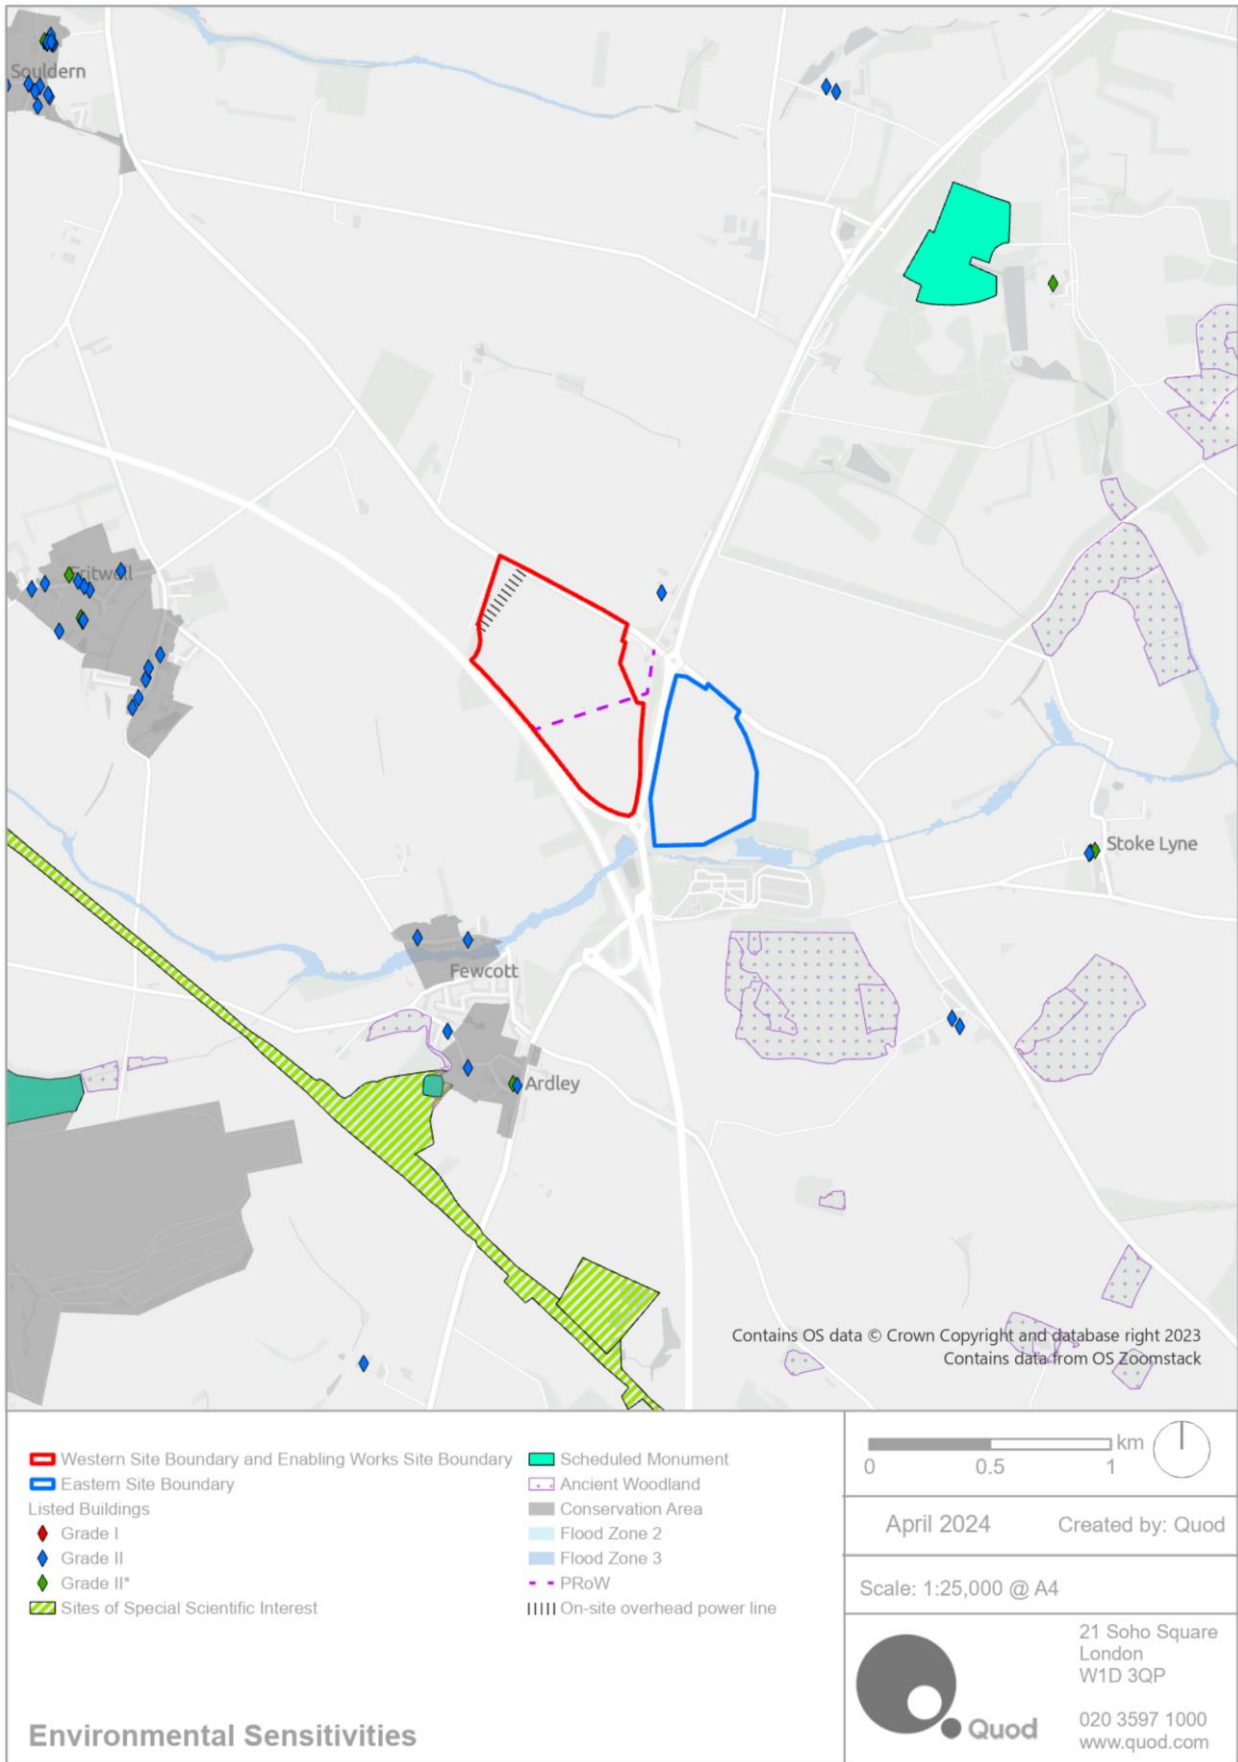 Souldern
Fritwell
Stoke Lyne
Fewcott
Ardley
Contains OS data © Crown Copyright and database right 2023
Contains data from OS Zoomstack
Western Site Boundary and Enabling Works Site Boundary
Eastern Site Boundary
Listed Buildings
Grade I
Grade II
Grade II*
Sites of Special Scientific Interest
Scheduled Monument
Ancient Woodland
Conservation Area
Flood Zone 2
Flood Zone 3
PRoW
On-site overhead power line
Environmental Sensitivities
km
0 0.5 1
April 2024 Created by: Quod
Scale: 1:25,000 @ A4
Quod
21 Soho Square
London
W1D 3QP
020 3597 1000
www.quod.com